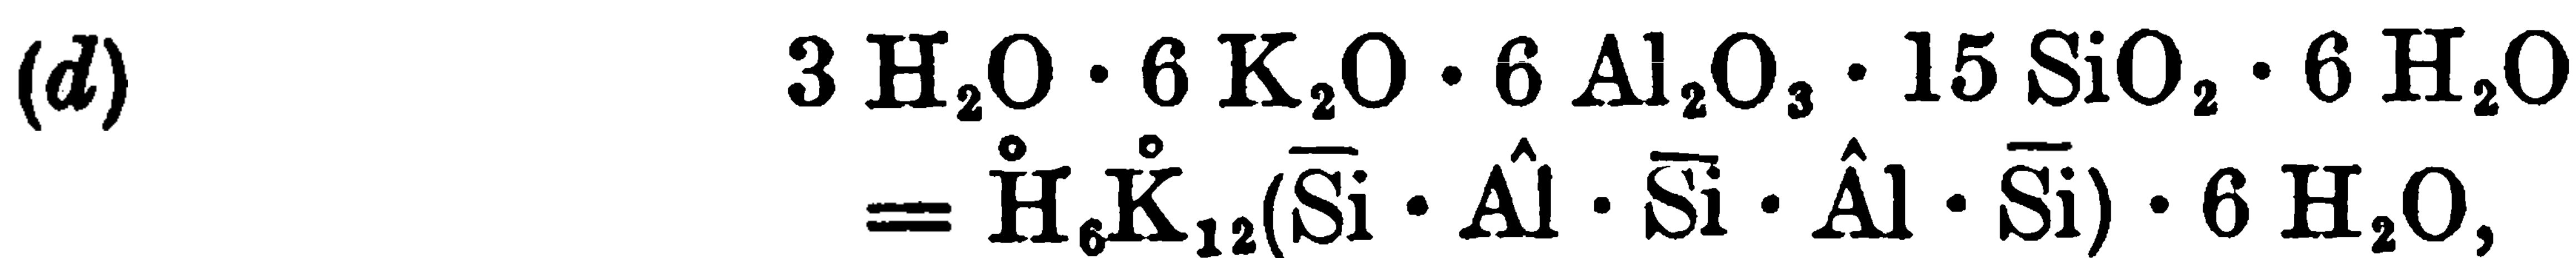 (d) 3 H₂O · 6 K₂O · 6 Al₂O₃ · 15 SiO₂ · 6 H₂O
= H̊₆K̊₁₂(S̅i̅ · Âl · S̅i̅ · Âl · S̅i̅) · 6 H₂O,